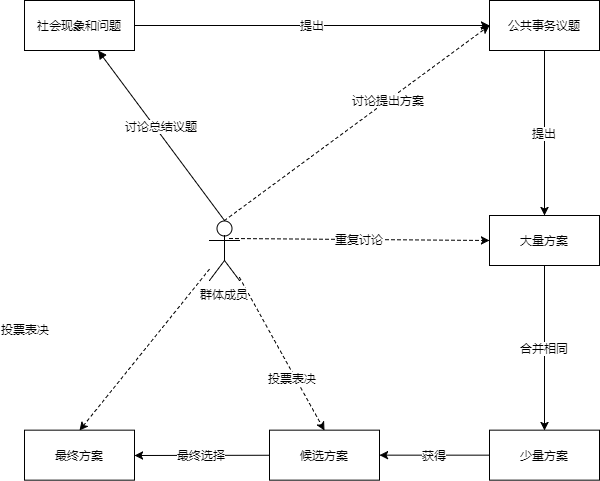 社会现象和问题
提出
公共事务议题
讨论提出方案
讨论总结议题
提出
重复讨论
大量方案
群体成员
投票表决
合并相同
投票表决
最终方案
最终选择
候选方案
获得
少量方案